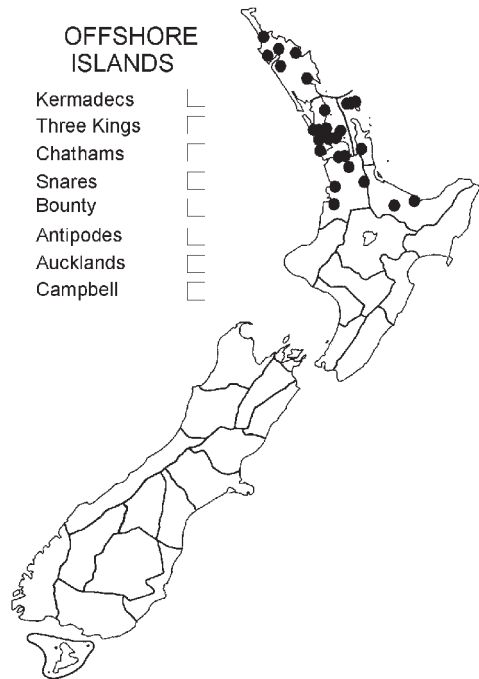 OFFSHORE
ISLANDS
Kermadecs
Three Kings
Chathams
Snares
Bounty
Antipodes
Aucklands
Campbell